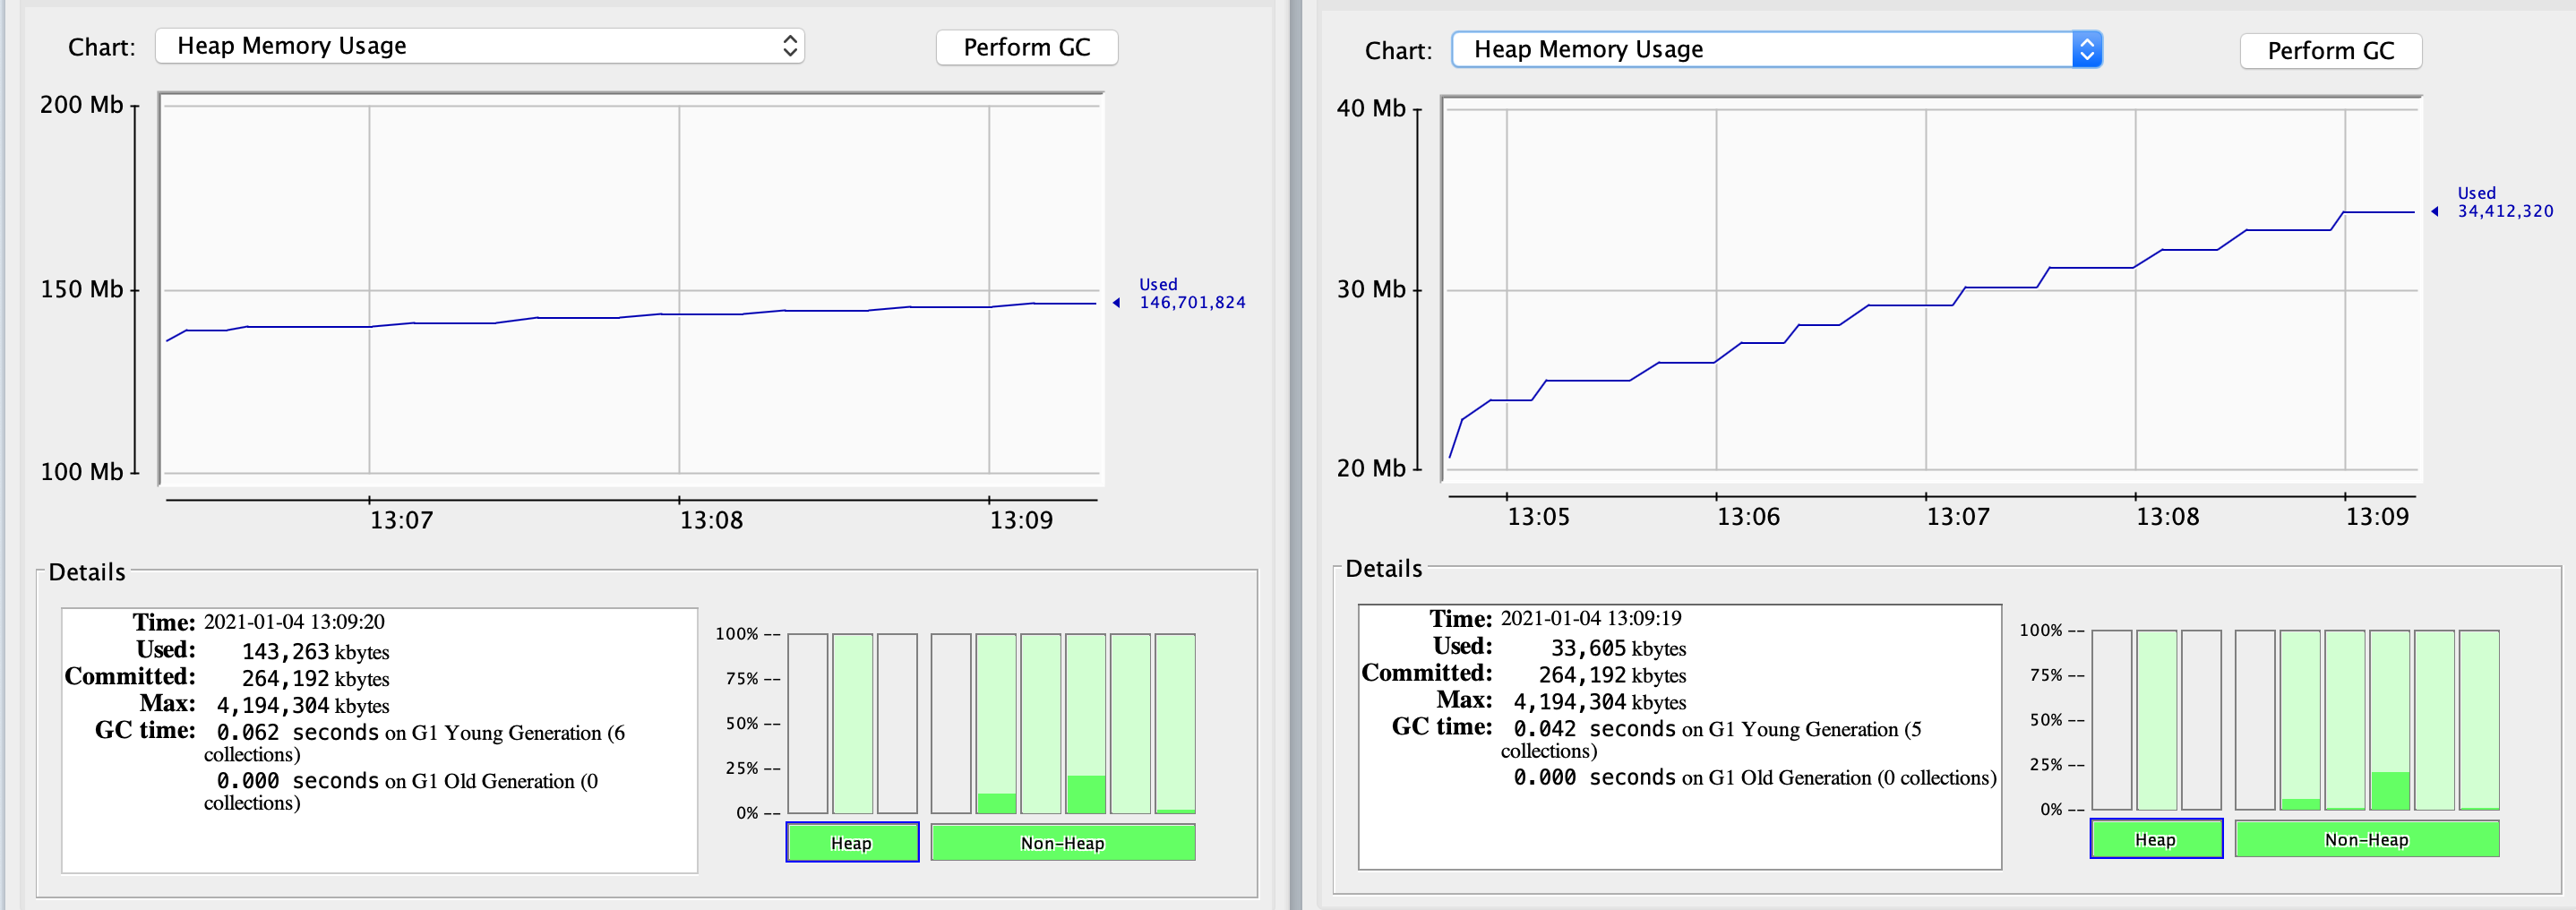 Chart: Heap Memory Usage Perform GC
200 Mb
150 Mb
100 Mb
Used
146,701,824
13:07 13:08 13:09
Details
Time: 2021-01-04 13:09:20
Used: 143,263 kbytes
Committed: 264,192 kbytes
Max: 4,194,304 kbytes
GC time: 0.062 seconds on G1 Young Generation (6
collections)
0.000 seconds on G1 Old Generation (0
collections)
100% --
75% --
50% --
25% --
0% --
Heap Non-Heap
Chart: Heap Memory Usage Perform GC
40 Mb
30 Mb
20 Mb
Used
34,412,320
13:05 13:06 13:07 13:08 13:09
Details
Time: 2021-01-04 13:09:19
Used: 33,605 kbytes
Committed: 264,192 kbytes
Max: 4,194,304 kbytes
GC time: 0.042 seconds on G1 Young Generation (5
collections)
0.000 seconds on G1 Old Generation (0 collections)
100% --
75% --
50% --
25% --
0% --
Heap Non-Heap